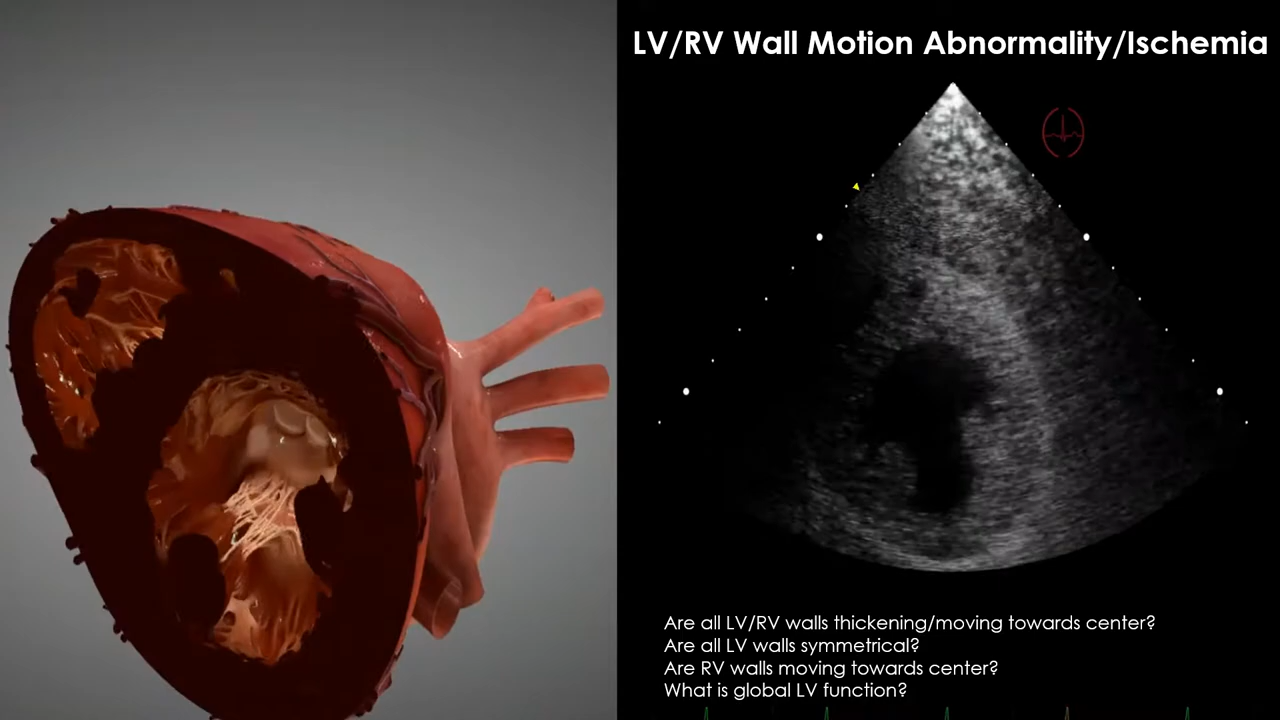 LV/RV Wall Motion Abnormality/Ischemia
Are all LV/RV walls thickening/moving towards center?
Are all LV walls symmetrical?
Are RV walls moving towards center?
What is global LV function?